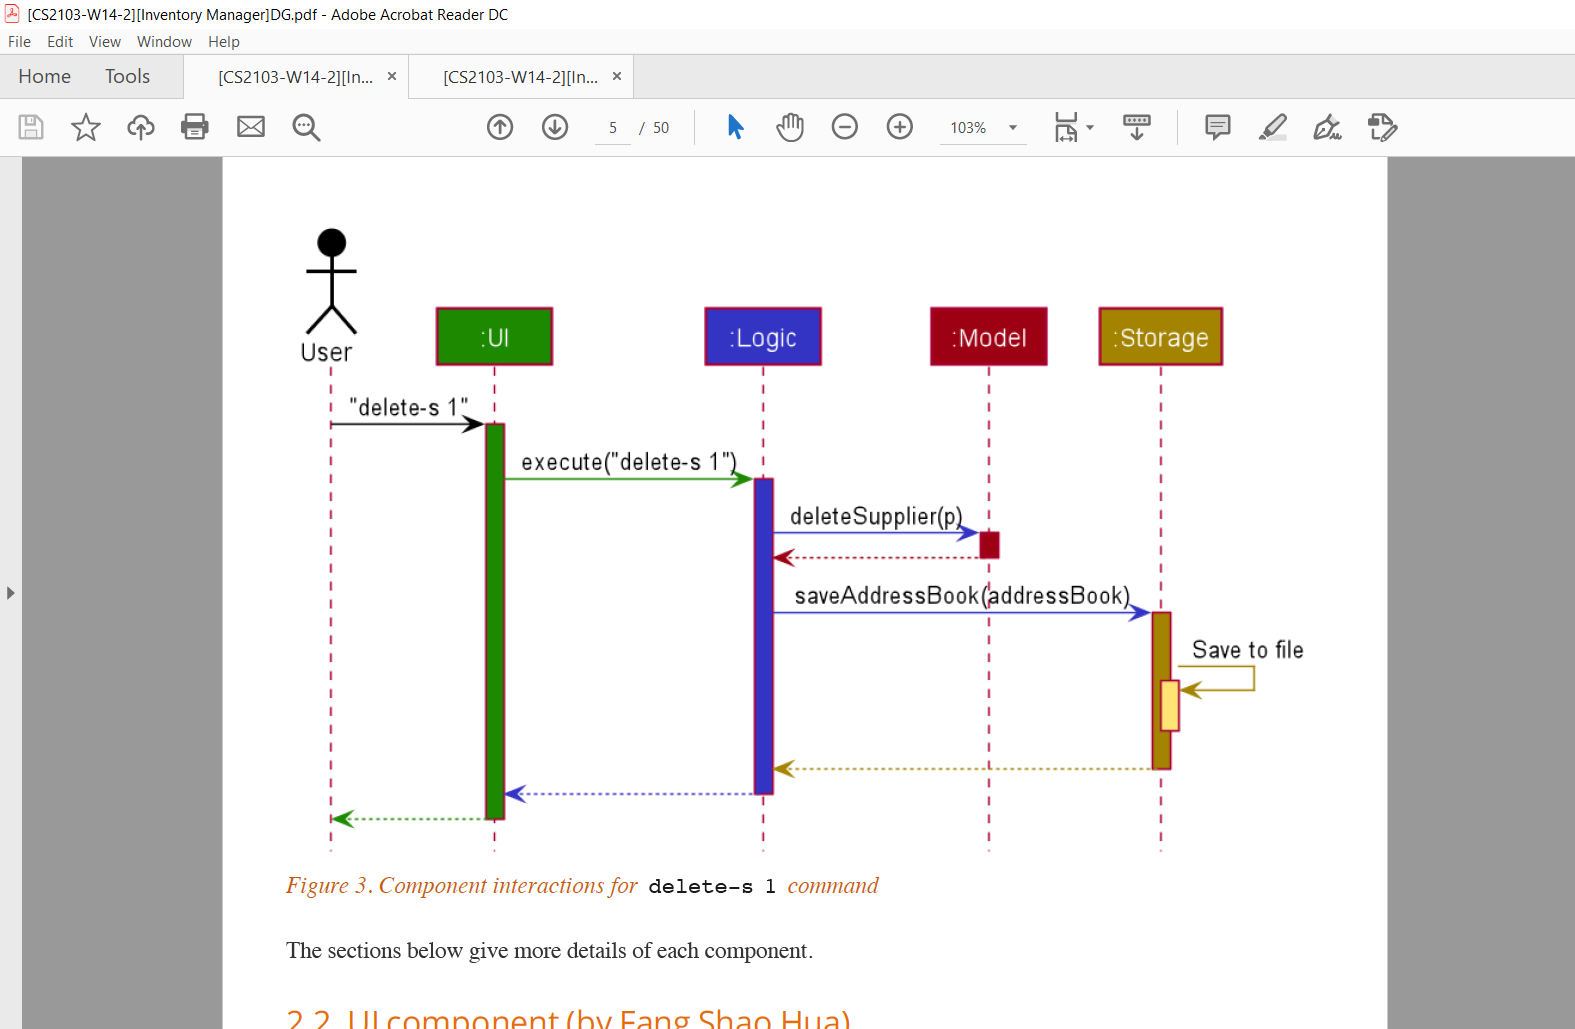 [CS2103-W14-2][Inventory Manager]DG.pdf - Adobe Acrobat Reader DC
File Edit View Window Help
Home Tools [CS2103-W14-2][In... × [CS2103-W14-2][In... ×
5 / 50 103%
:UI :Logic :Model :Storage
User
"delete-s 1"
execute("delete-s 1")
deleteSupplier(p)
saveAddressBook(addressBook)
Save to file
Figure 3. Component interactions for delete-s 1 command
The sections below give more details of each component.
2.2. UI component (by Fang Shao Hua)